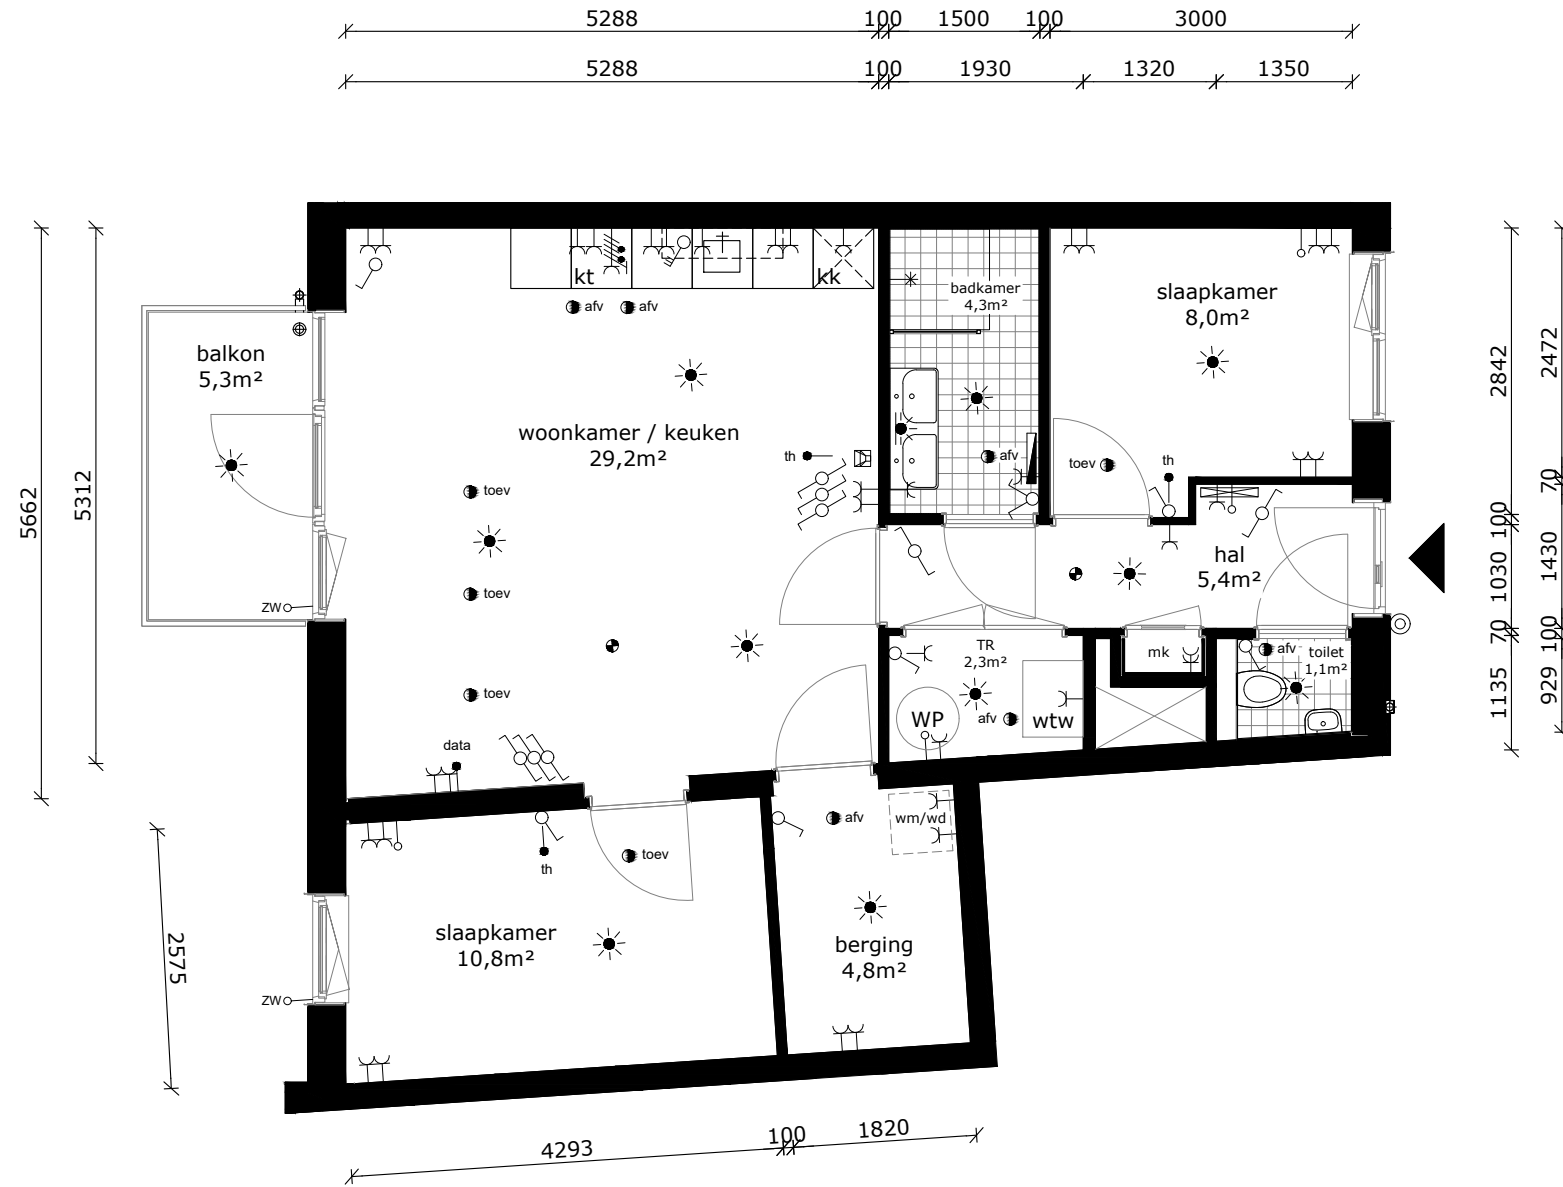 5288
100
1500
100
3000
5288
100
1930
1320
1350
kt
kk
afv
afv
badkamer
4,3m²
slaapkamer
8,0m²
balkon
5,3m²
woonkamer / keuken
29,2m²
th
afv
toev
th
toev
hal
5,4m²
toev
ZW
TR
2,3m²
mk
afv
toilet
1,1m²
toev
WP
afv
wtw
data
afv
wm/wd
th
toev
slaapkamer
10,8m²
berging
4,8m²
ZW
5662
5312
2575
2842
100
1030
70
1135
2472
70
1430
100
929
4293
100
1820